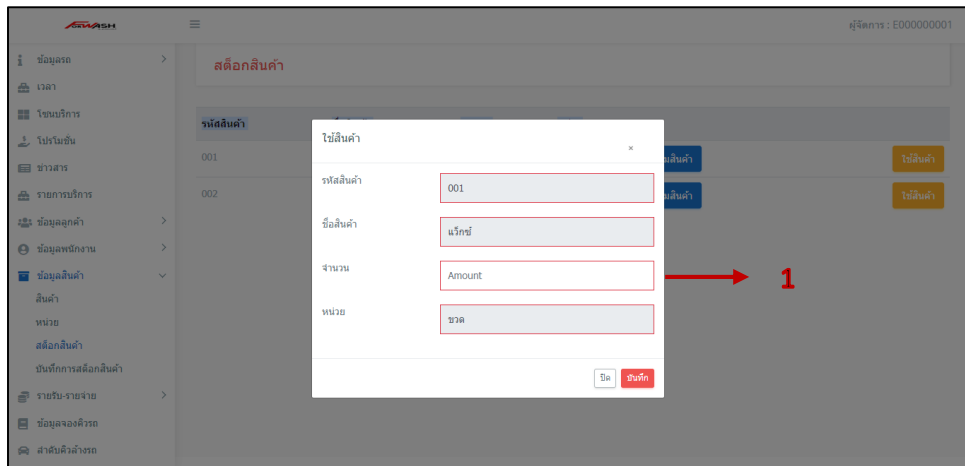 ASWASH
ผู้จัดการ : E000000001
ข้อมูลรถ
เวลา
โซนบริการ
โปรโมชั่น
ข่าวสาร
รายการบริการ
ข้อมูลลูกค้า
ข้อมูลพนักงาน
ข้อมูลสินค้า
สินค้า
หน่วย
สต็อกสินค้า
บันทึกการสต็อกสินค้า
รายรับ-รายจ่าย
ข้อมูลจองคิวรถ
ลำดับคิวล้างรถ
สต็อกสินค้า
รหัสสินค้า
001
ใช้สินค้า
002
ใช้สินค้า
ใช้สินค้า
×
รหัสสินค้า
001
ชื่อสินค้า
แว็กซ์
จำนวน
Amount
หน่วย
ขวด
ปิด
บันทึก
1